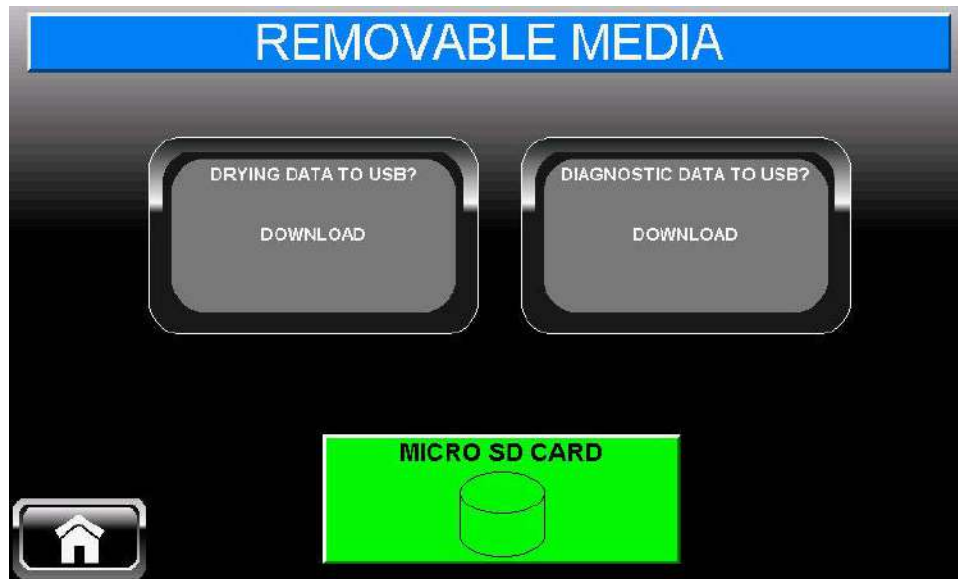 REMOVABLE MEDIA
DRYING DATA TO USB?
DOWNLOAD
DIAGNOSTIC DATA TO USB?
DOWNLOAD
MICRO SD CARD